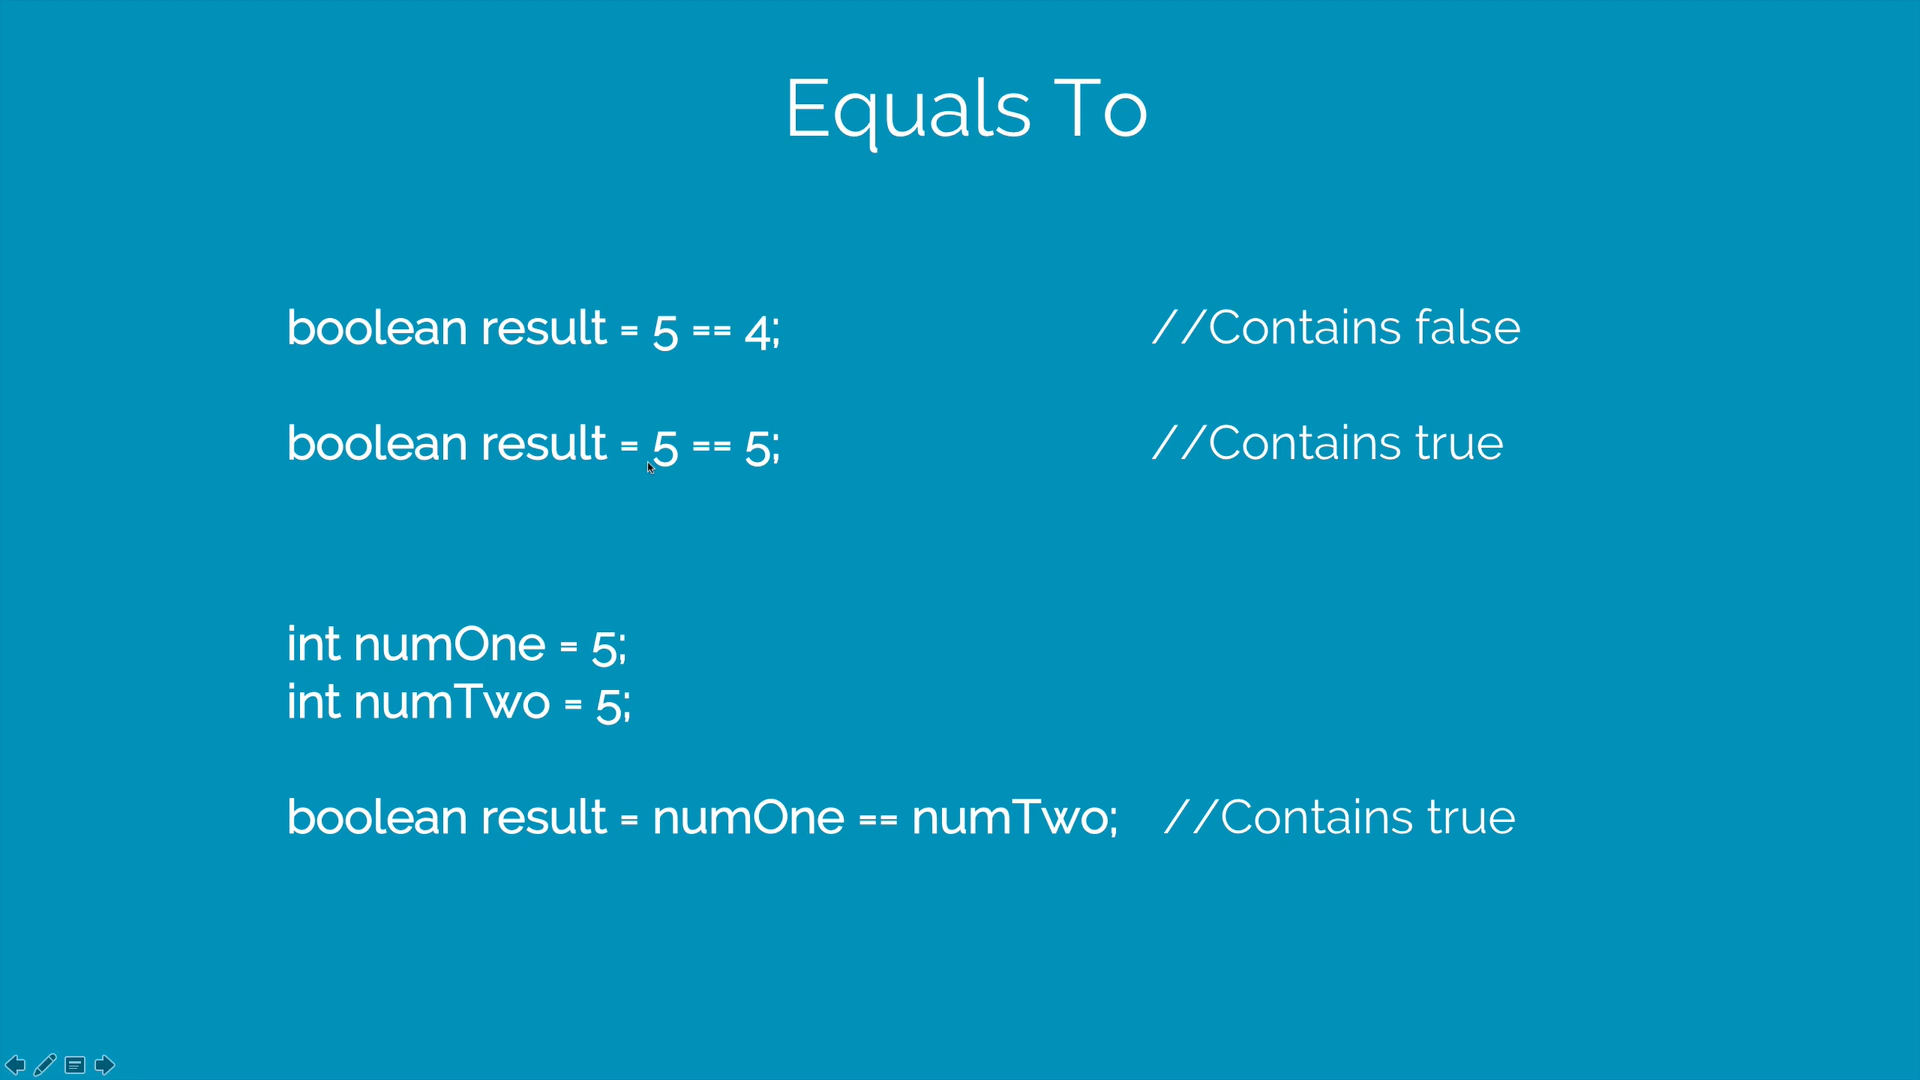 Equals To
boolean result = 5 == 4; //Contains false
boolean result = 5 == 5; //Contains true
int numOne = 5;
int numTwo = 5;
boolean result = numOne == numTwo; //Contains true